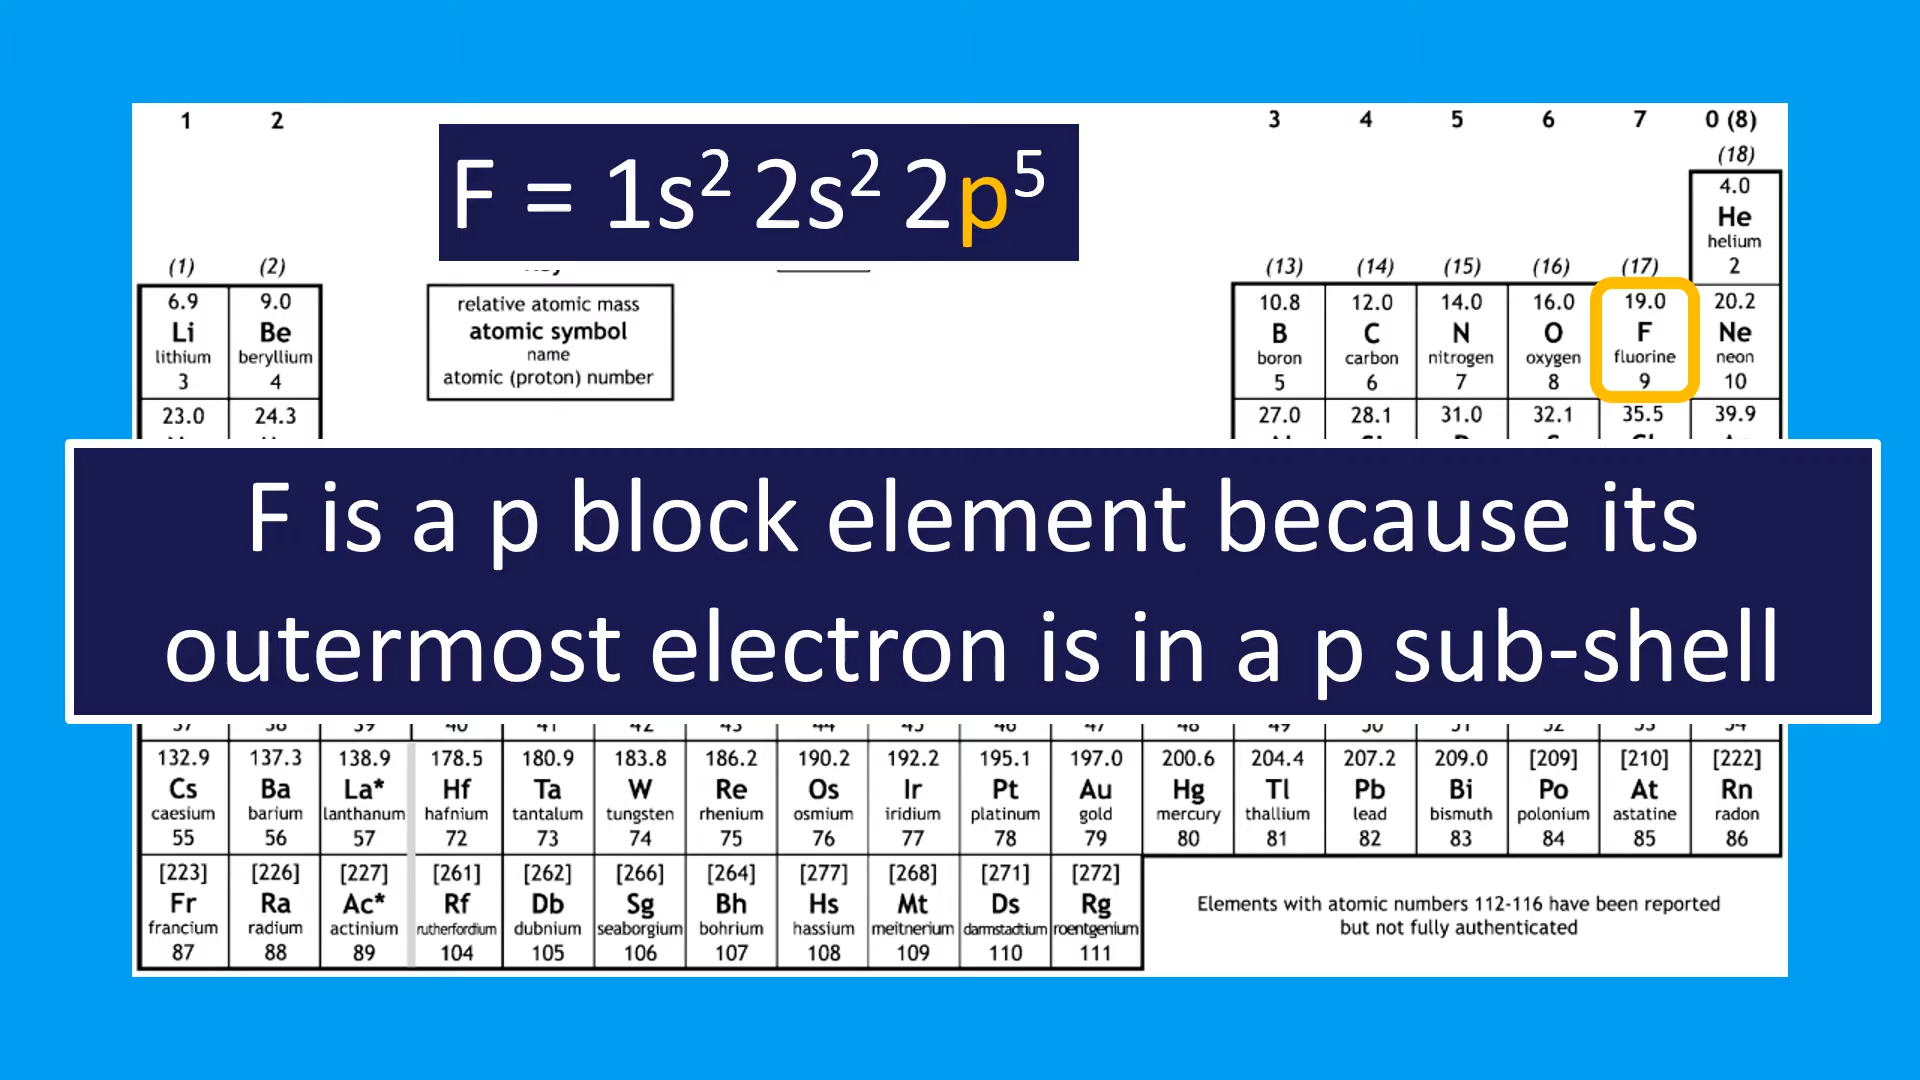 1 2 3 4 5 6 7 0 (8)
(18)
F = 1s² 2s² 2p⁵
4.0
He
helium
2
(1) (2) (13) (14) (15) (16) (17)
6.9 9.0 relative atomic mass 10.8 12.0 14.0 16.0 19.0 20.2
Li Be atomic symbol B C N O F Ne
lithium beryllium name boron carbon nitrogen oxygen fluorine neon
3 4 atomic (proton) number 5 6 7 8 9 10
23.0 24.3 27.0 28.1 31.0 32.1 35.5 39.9
F is a p block element because its
outermost electron is in a p sub-shell
132.9 137.3 138.9 178.5 180.9 183.8 186.2 190.2 192.2 195.1 197.0 200.6 204.4 207.2 209.0 [209] [210] [222]
Cs Ba La* Hf Ta W Re Os Ir Pt Au Hg Tl Pb Bi Po At Rn
caesium barium lanthanum hafnium tantalum tungsten rhenium osmium iridium platinum gold mercury thallium lead bismuth polonium astatine radon
55 56 57 72 73 74 75 76 77 78 79 80 81 82 83 84 85 86
[223] [226] [227] [261] [262] [266] [264] [277] [268] [271] [272]
Fr Ra Ac* Rf Db Sg Bh Hs Mt Ds Rg
francium radium actinium rutherfordium dubnium seaborgium bohrium hassium meitnerium darmstadtium roentgenium
87 88 89 104 105 106 107 108 109 110 111
Elements with atomic numbers 112-116 have been reported
but not fully authenticated